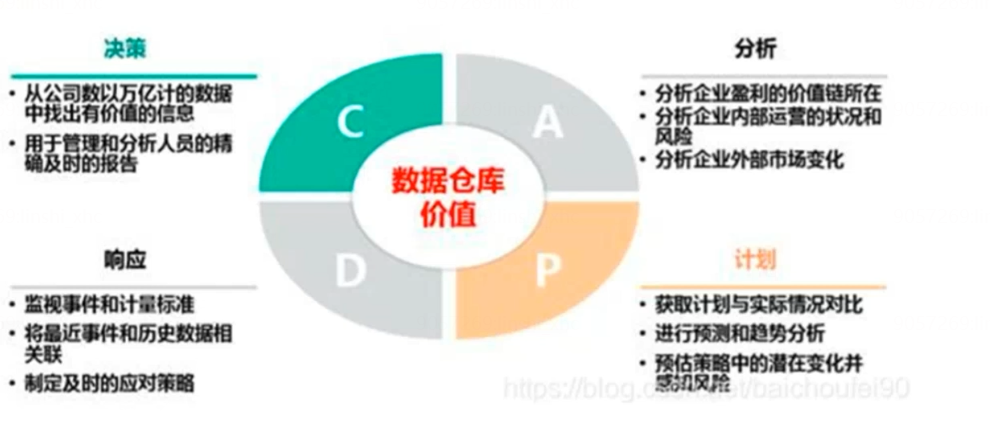 决策
• 从公司数以万亿计的数据
中找出有价值的信息
• 用于管理和分析人员的精
确及时的报告
分析
• 分析企业盈利的价值链所在
• 分析企业内部运营的状况和
风险
• 分析企业外部市场变化
C
A
数据仓库
价值
D
P
响应
• 监视事件和计量标准
• 将最近事件和历史数据相
关联
• 制定及时的应对策略
计划
• 获取计划与实际情况对比
• 进行预测和趋势分析
• 预估策略中的潜在变化并
感知风险
https://blog.csdn.net/baichoufei90